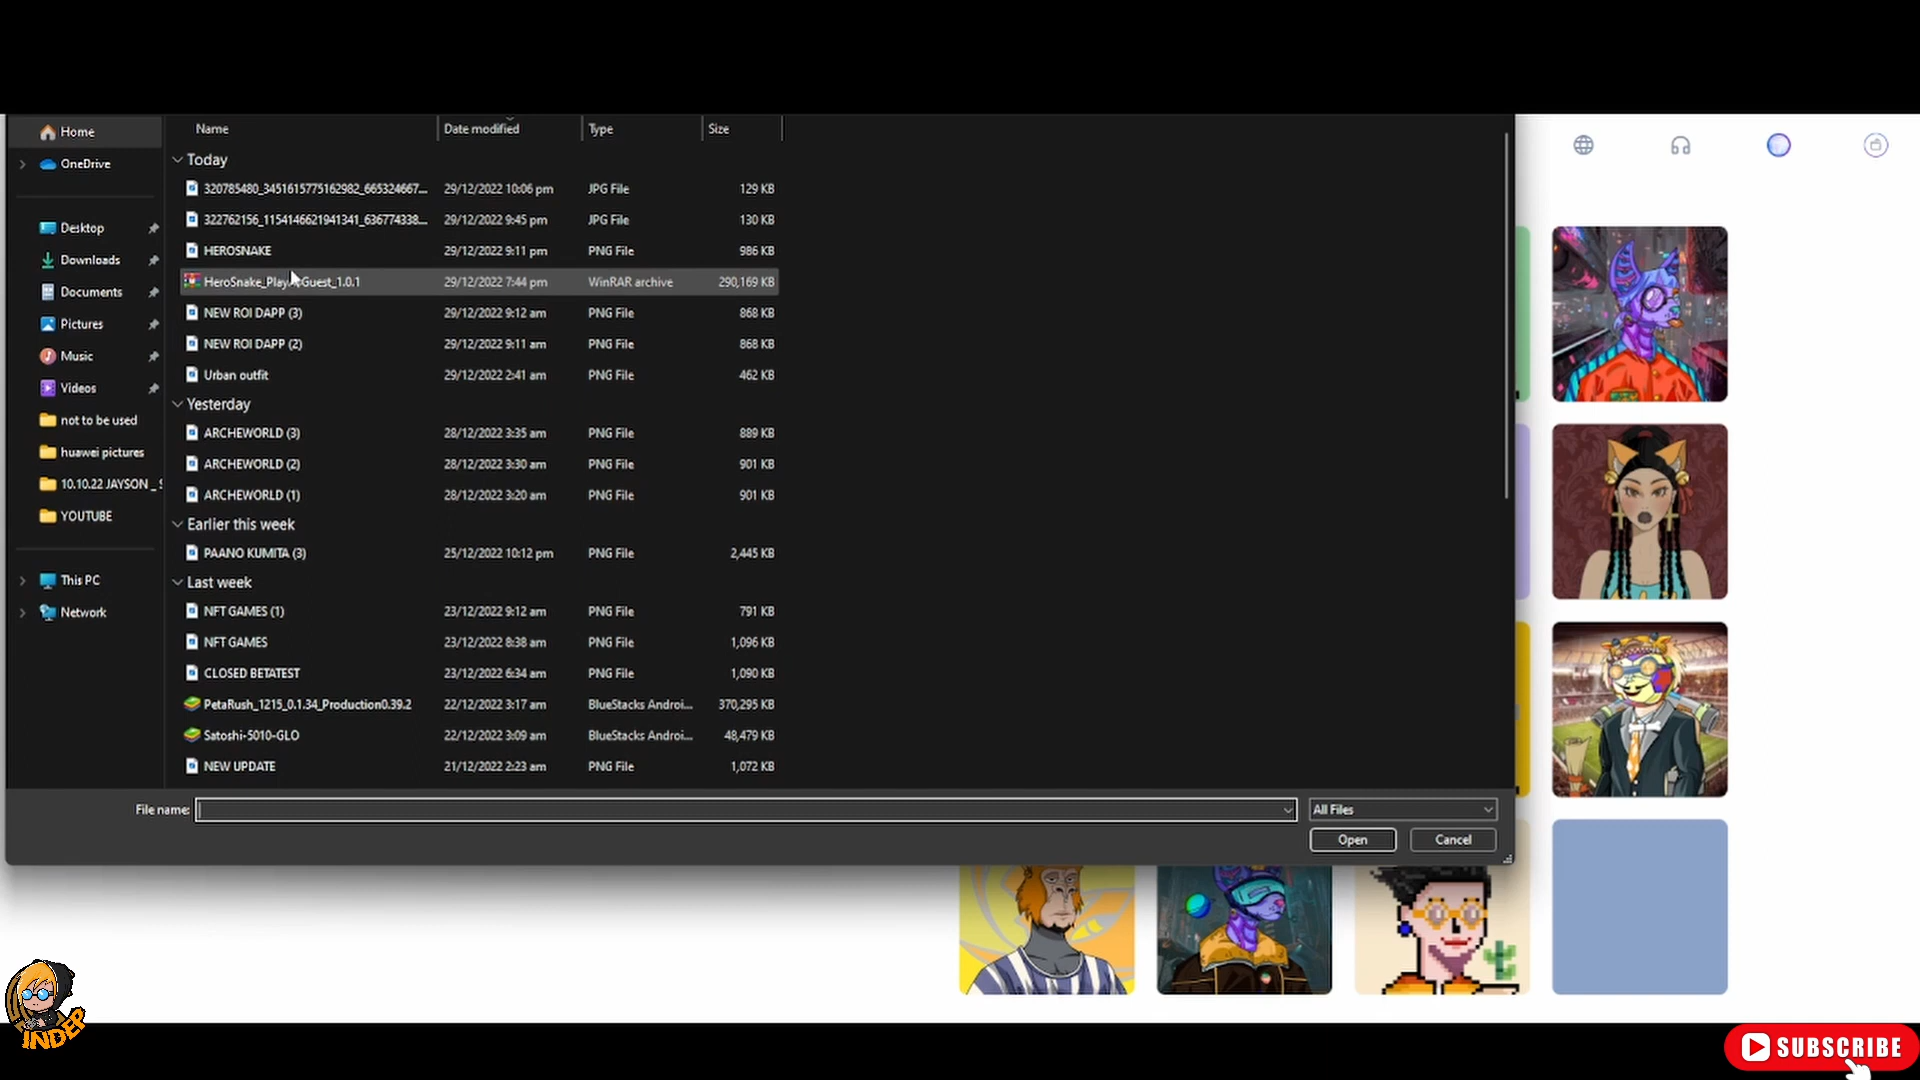 Home
OneDrive
Desktop
Downloads
Documents
Pictures
Music
Videos
not to be used
huawei pictures
10.10.22 JAYSON _ S
YOUTUBE
This PC
Network
Name Date modified Type Size
Today
320785480_3451615775162982_665324667... 29/12/2022 10:06 pm JPG File 129 KB
322762156_1154146621941341_636774338... 29/12/2022 9:45 pm JPG File 130 KB
HEROSNAKE 29/12/2022 9:11 pm PNG File 986 KB
HeroSnake_Play Guest_1.0.1 29/12/2022 7:44 pm WinRAR archive 290,169 KB
NEW ROI DAPP (3) 29/12/2022 9:12 am PNG File 868 KB
NEW ROI DAPP (2) 29/12/2022 9:11 am PNG File 868 KB
Urban outfit 29/12/2022 2:41 am PNG File 462 KB
Yesterday
ARCHEWORLD (3) 28/12/2022 3:35 am PNG File 889 KB
ARCHEWORLD (2) 28/12/2022 3:30 am PNG File 901 KB
ARCHEWORLD (1) 28/12/2022 3:20 am PNG File 901 KB
Earlier this week
PAANO KUMITA (3) 25/12/2022 10:12 pm PNG File 2,445 KB
Last week
NFT GAMES (1) 23/12/2022 9:12 am PNG File 791 KB
NFT GAMES 23/12/2022 8:38 am PNG File 1,096 KB
CLOSED BETATEST 23/12/2022 6:34 am PNG File 1,090 KB
PetaRush_1215_0.1.34_Production0.39.2 22/12/2022 3:17 am BlueStacks Androi... 370,295 KB
Satoshi-5010-GLO 22/12/2022 3:09 am BlueStacks Androi... 48,479 KB
NEW UPDATE 21/12/2022 2:23 am PNG File 1,072 KB
File name: All Files
Open Cancel
INDEP
SUBSCRIBE